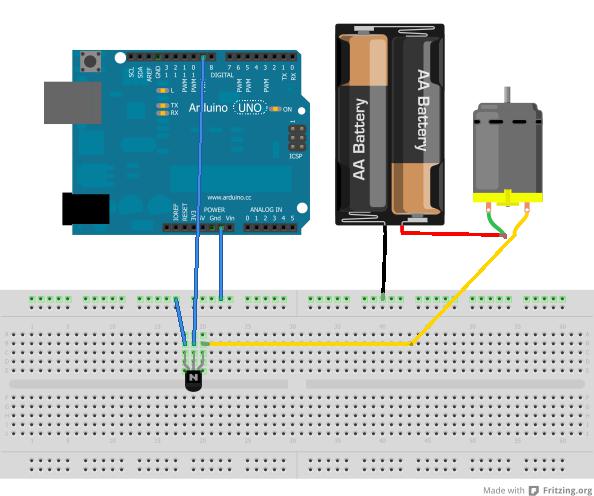 SCL
SDA
AREF
GND
13
12
PWM 11
PWM 10
PWM 9
8
7
PWM 6
PWM 5
4
PWM 3
2
TX 1
RX 0
DIGITAL
L
TX
RX
Arduino UNO
ON
ICSP
1
www.arduino.cc
POWER
ANALOG IN
IOREF
RESET
3V3
5V
Gnd
Vin
0 1 2 3 4 5
AA Battery
AA Battery
N
Made with Fritzing.org